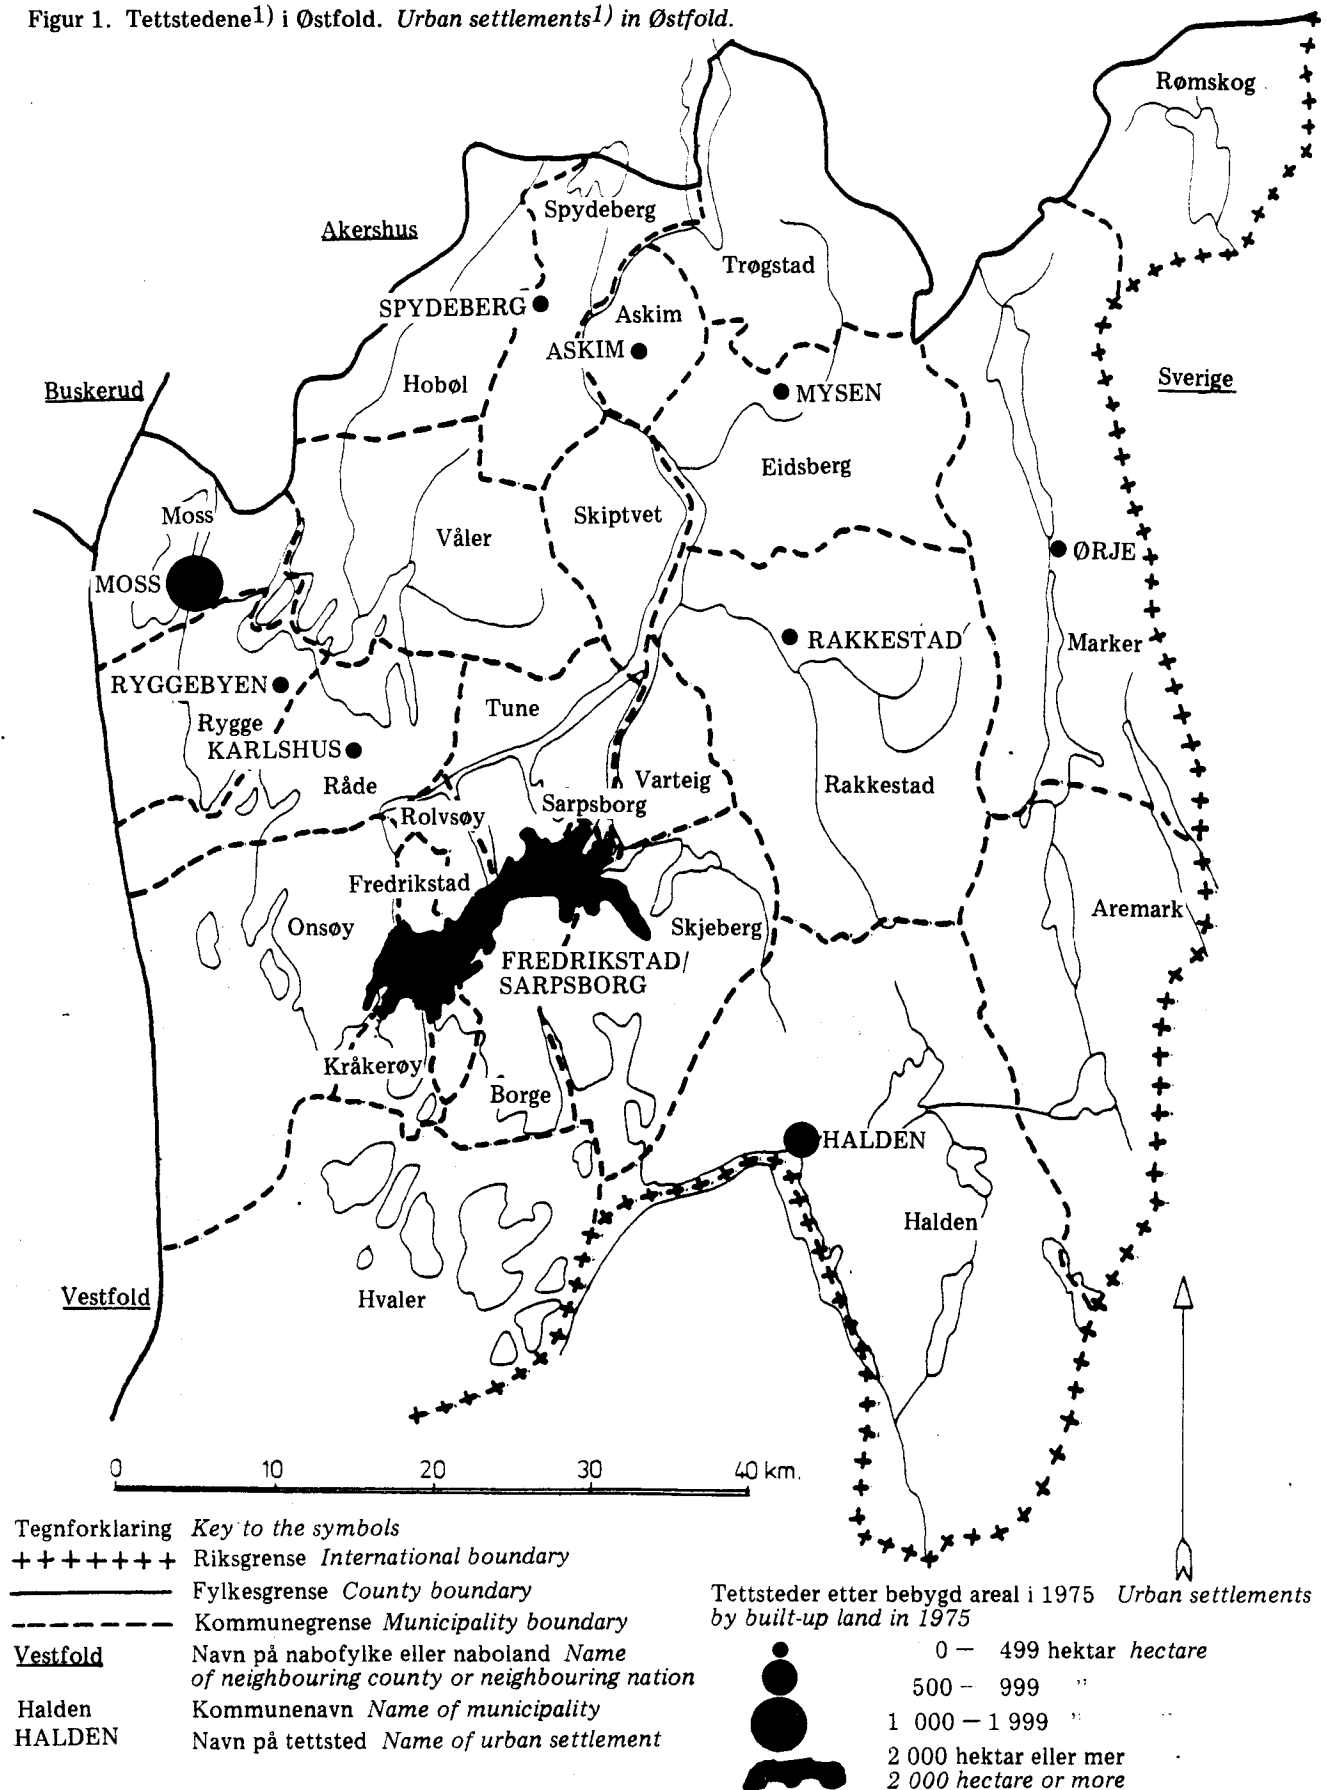 Figur 1. Tettstedene1) i Østfold. Urban settlements1) in Østfold.
Rømskog
Spydeberg
Akershus
Trøgstad
SPYDEBERG
Askim
ASKIM
Sverige
Buskerud
Hobøl
MYSEN
Eidsberg
Moss
Skiptvet
Våler
ØRJE
MOSS
RAKKESTAD
Marker
RYGGEBYEN
Tune
Rygge
KARLSHUS
Råde
Varteig
Rakkestad
Sarpsborg
Rolvsøy
Fredrikstad
Aremark
Onsøy
Skjeberg
FREDRIKSTAD/
SARPSBORG
Kråkerøy
Borge
HALDEN
Halden
Vestfold
Hvaler
0 10 20 30 40 km.
Tegnforklaring Key to the symbols
Riksgrense International boundary
Fylkesgrense County boundary
Kommunegrense Municipality boundary
Vestfold Navn på nabofylke eller naboland Name
of neighbouring county or neighbouring nation
Halden Kommunenavn Name of municipality
HALDEN Navn på tettsted Name of urban settlement
Tettsteder etter bebygd areal i 1975 Urban settlements
by built-up land in 1975
0 — 499 hektar hectare
500 - 999 "
1 000 — 1 999 "
2 000 hektar eller mer
2 000 hectare or more